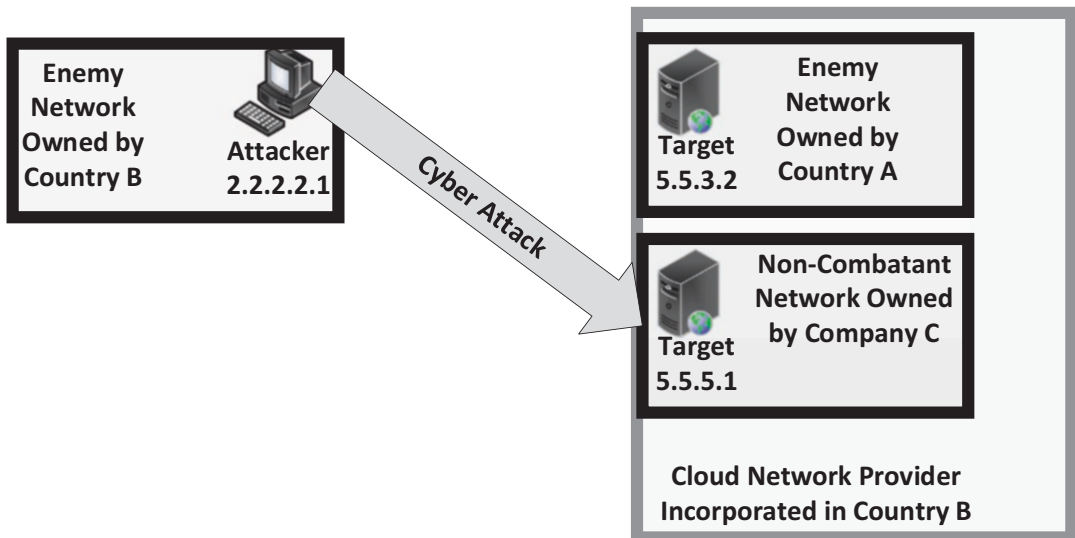 Enemy
Network
Owned by
Country B
Attacker
2.2.2.2.1
Cyber Attack
Target
5.5.3.2
Enemy
Network
Owned by
Country A
Target
5.5.5.1
Non-Combatant
Network Owned
by Company C
Cloud Network Provider
Incorporated in Country B